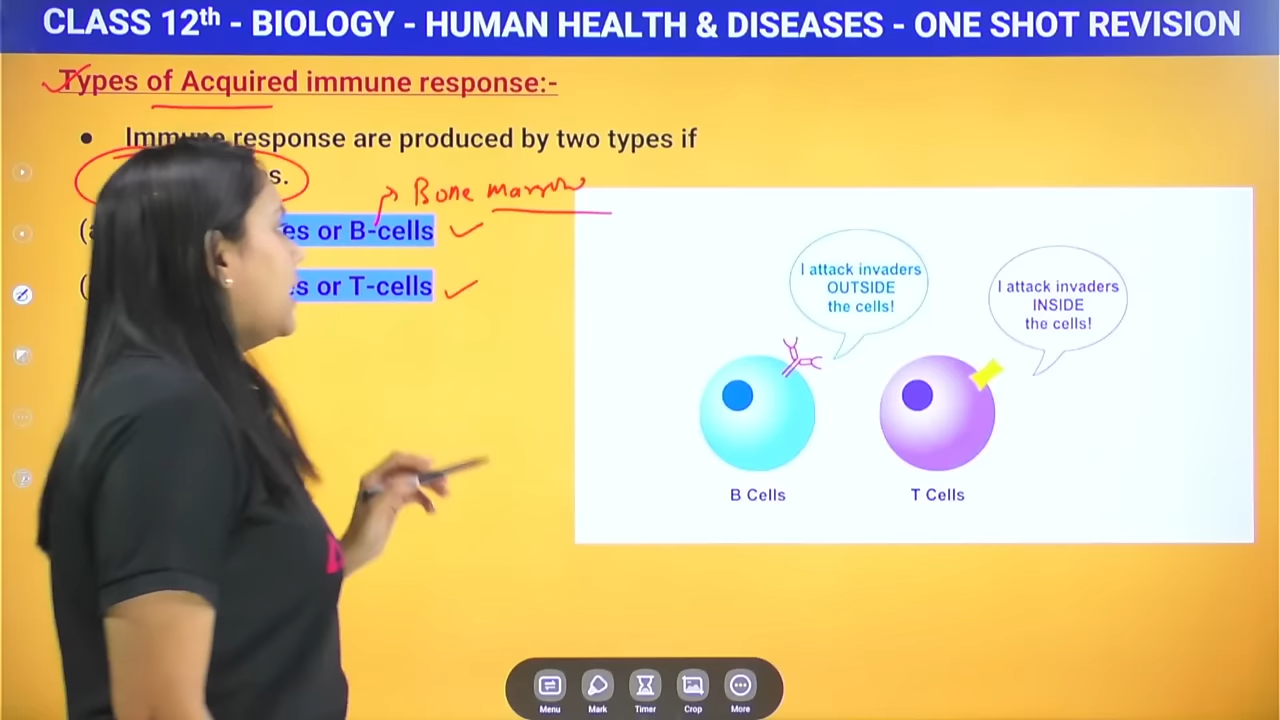 CLASS 12th - BIOLOGY - HUMAN HEALTH & DISEASES - ONE SHOT REVISION
Types of Acquired immune response:-
Immune response are produced by two types if
s.
Bone marrow
(a
es or B-cells
(
s or T-cells
I attack invaders
OUTSIDE
the cells!
I attack invaders
INSIDE
the cells!
B Cells
T Cells
Menu
Mark
Timer
Crop
More